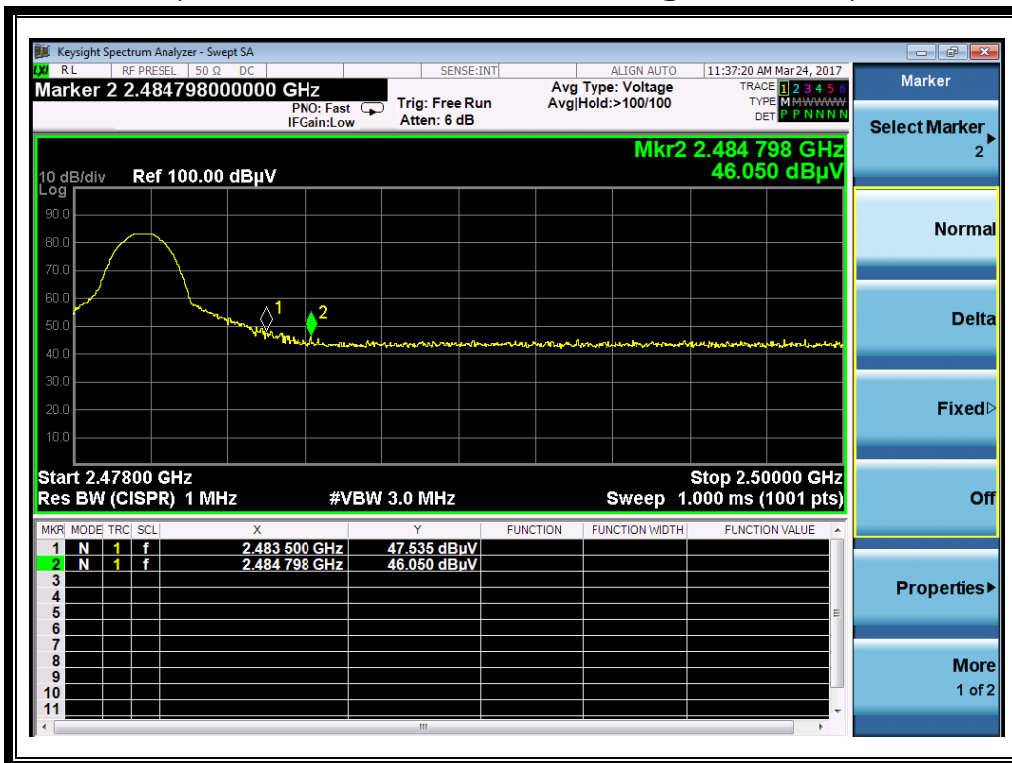 Keysight Spectrum Analyzer - Swept SA
LXI RL RF PRESEL 50 Ω DC SENSE:INT ALIGN AUTO 11:37:20 AM Mar 24, 2017
Marker 2 2.484798000000 GHz
PNO: Fast
IFGain:Low
Trig: Free Run
Atten: 6 dB
Avg Type: Voltage
Avg|Hold:>100/100
TRACE 1 2 3 4 5 6
TYPE M M W W W W
DET P P N N N N
Mkr2 2.484 798 GHz
46.050 dBµV
10 dB/div Ref 100.00 dBµV
Log
90.0
80.0
70.0
60.0
50.0
40.0
30.0
20.0
10.0
1
2
Start 2.47800 GHz Stop 2.50000 GHz
Res BW (CISPR) 1 MHz #VBW 3.0 MHz Sweep 1.000 ms (1001 pts)
MKR MODE TRC SCL X Y FUNCTION FUNCTION WIDTH FUNCTION VALUE
1 N 1 f 2.483 500 GHz 47.535 dBµV
2 N 1 f 2.484 798 GHz 46.050 dBµV
3
4
5
6
7
8
9
10
11
Marker
Select Marker
2
Normal
Delta
Fixed
Off
Properties
More
1 of 2